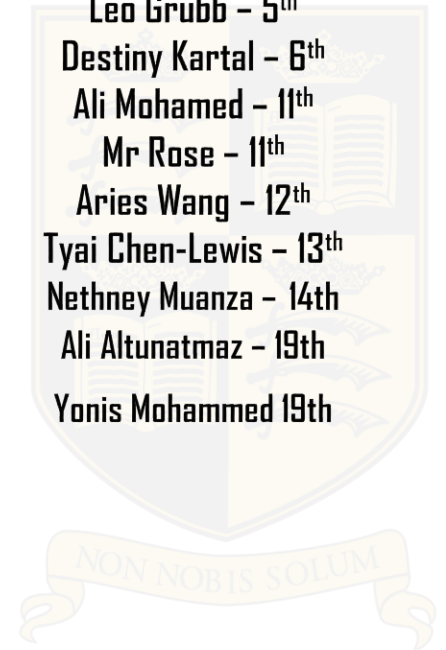 Leo Grubb – 5th
Destiny Kartal – 6th
Ali Mohamed – 11th
Mr Rose – 11th
Aries Wang – 12th
Tyai Chen-Lewis – 13th
Nethney Muanza – 14th
Ali Altunatmaz – 19th
Yonis Mohammed 19th
NON NOBIS SOLUM